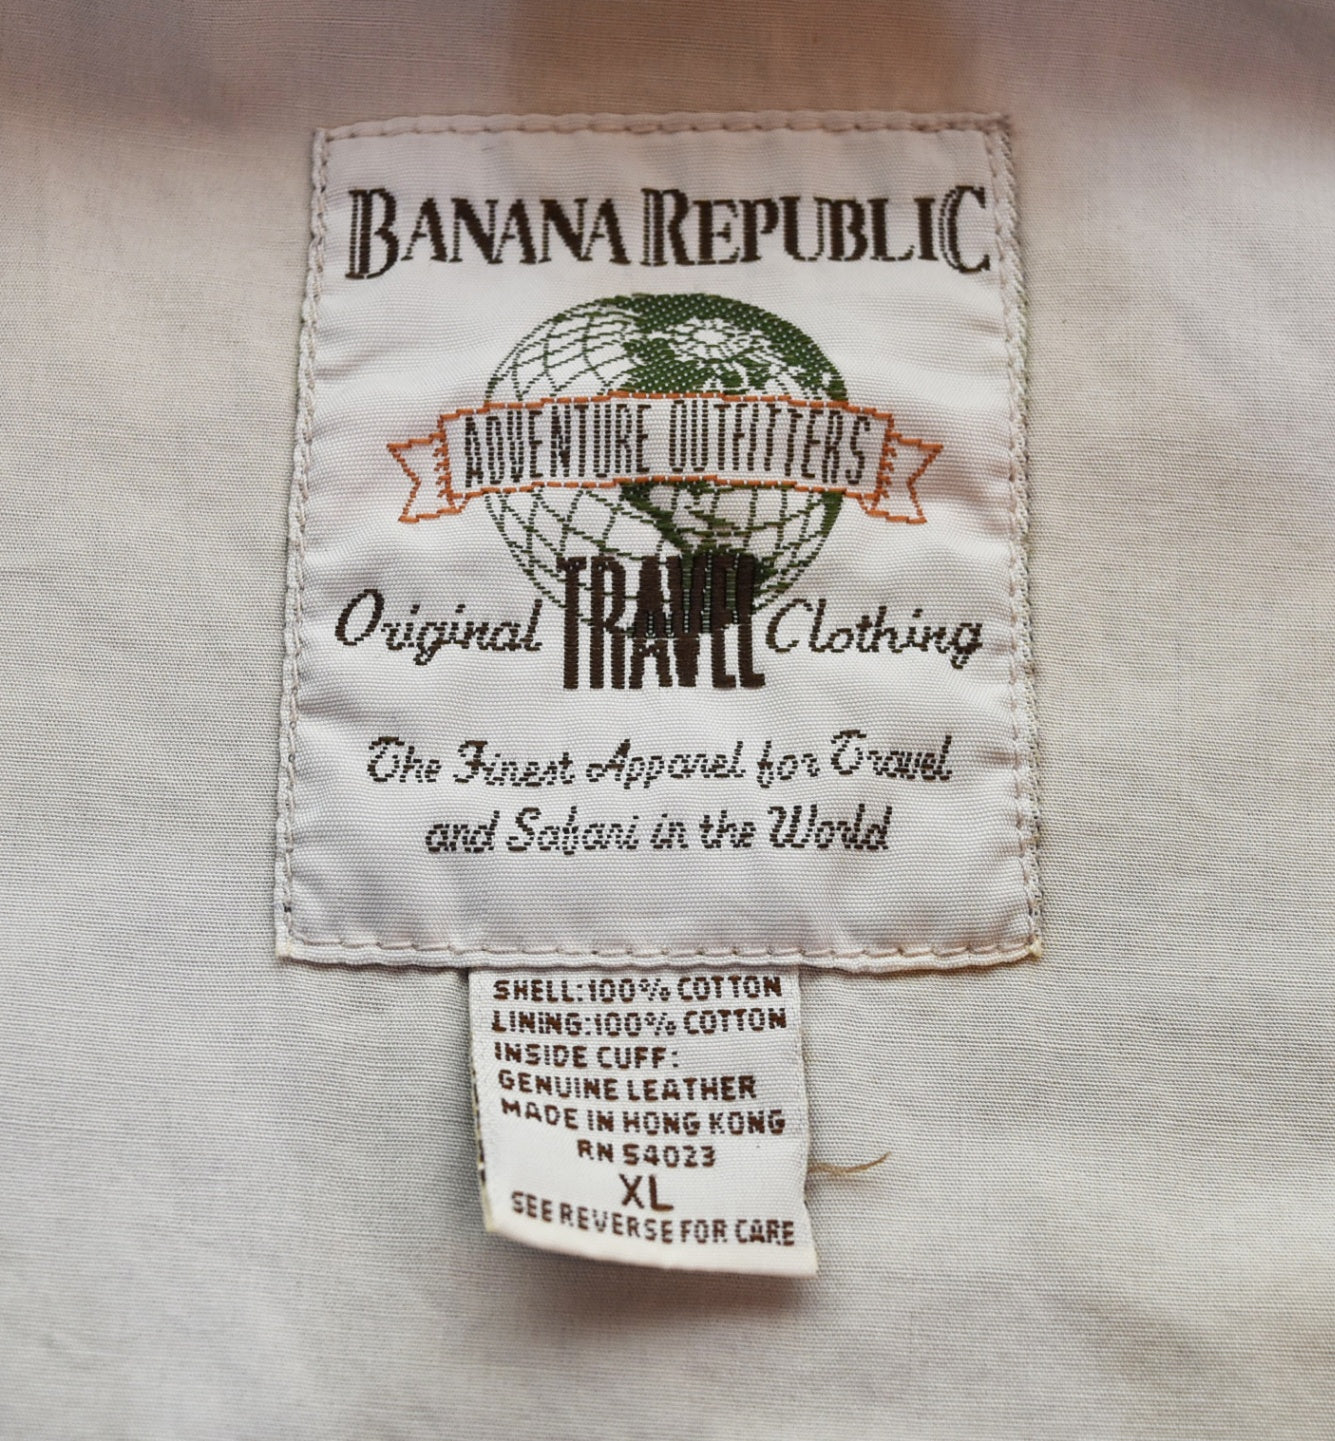 BANANA REPUBLIC
ADVENTURE OUTFITTERS
Original TRAVEL Clothing
The Finest Apparel for Travel
and Safari in the World
SHELL: 100% COTTON
LINING: 100% COTTON
INSIDE CUFF:
GENUINE LEATHER
MADE IN HONG KONG
RN 54023
XL
SEE REVERSE FOR CARE